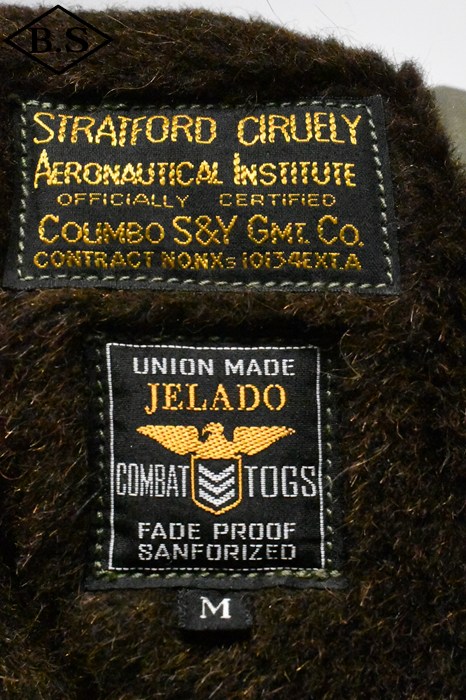 B.S
STRATFORD CIRUELY
AERONAUTICAL INSTITUTE
OFFICIALLY CERTIFIED
COLIMBO S&Y GMT. CO.
CONTRACT NO.NXs 10134EXT.A
UNION MADE
JELADO
COMBAT TOGS
FADE PROOF
SANFORIZED
M